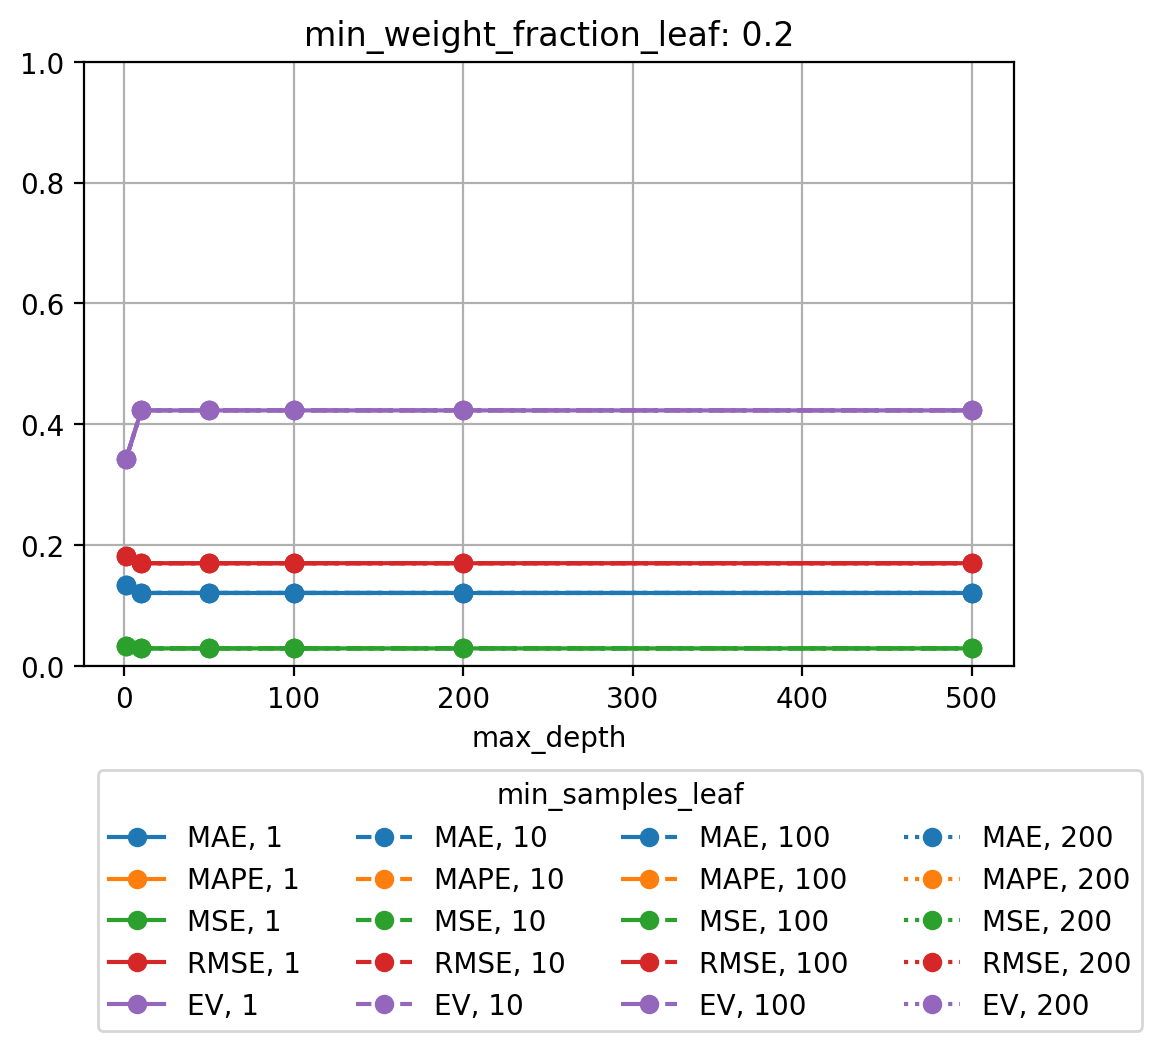 min_weight_fraction_leaf: 0.2
1.0
0.8
0.6
0.4
0.2
0.0
0 100 200 300 400 500
max_depth
min_samples_leaf
MAE, 1 MAE, 10 MAE, 100 MAE, 200
MAPE, 1 MAPE, 10 MAPE, 100 MAPE, 200
MSE, 1 MSE, 10 MSE, 100 MSE, 200
RMSE, 1 RMSE, 10 RMSE, 100 RMSE, 200
EV, 1 EV, 10 EV, 100 EV, 200